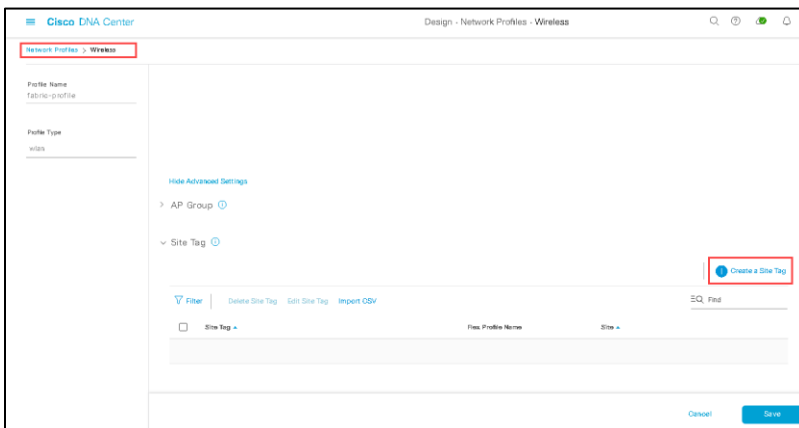 Cisco DNA Center
Design - Network Profiles - Wireless
Network Profiles > Wireless
Profile Name
fabric-profile
Profile Type
wlan
Hide Advanced Settings
AP Group
Site Tag
Create a Site Tag
Filter Delete Site Tag Edit Site Tag Import CSV Find
Site Tag Flex Profile Name Site
Cancel Save